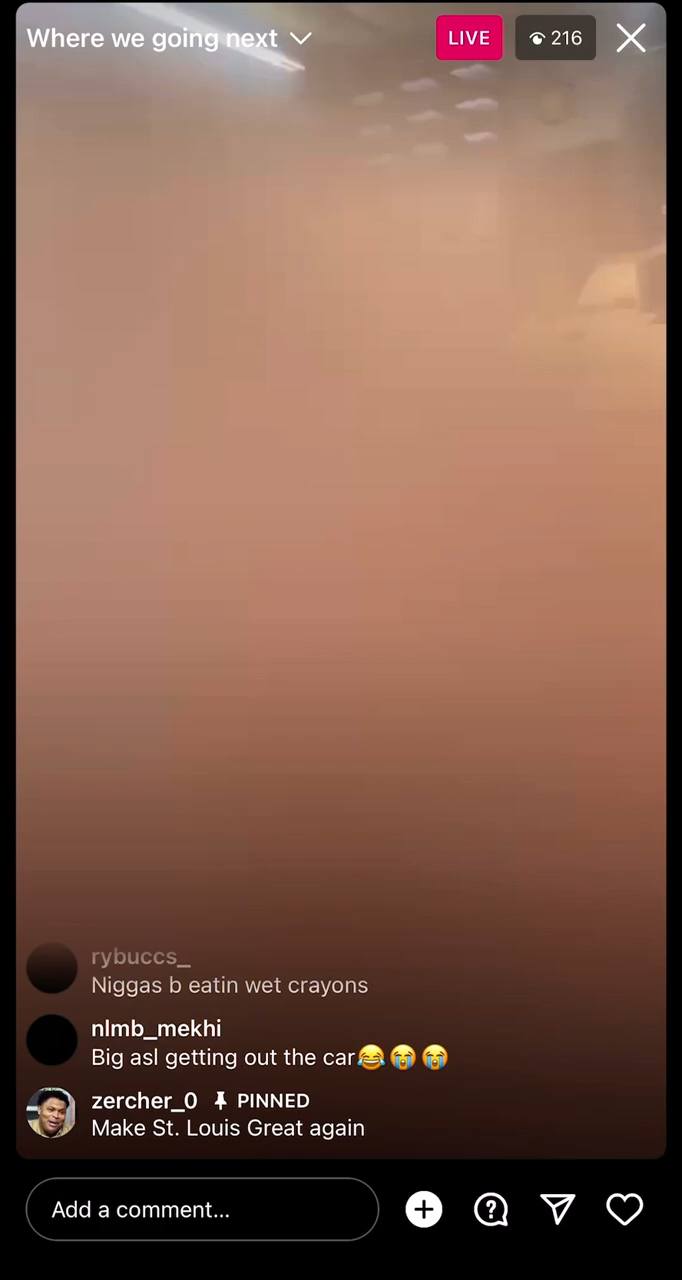 Where we going next
LIVE
216
rybuccs_
Niggas b eatin wet crayons
nlmb_mekhi
Big asl getting out the car😂😭😭
zercher_0 PINNED
Make St. Louis Great again
Add a comment...